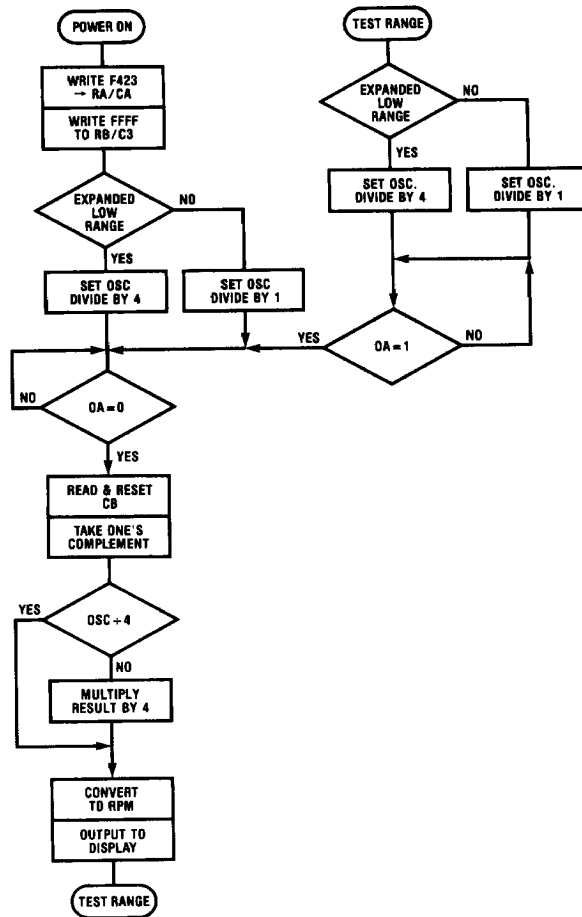 POWER ON
WRITE F423
→ RA/CA
WRITE FFFF
TO RB/C3
EXPANDED
LOW
RANGE
NO
YES
SET OSC
DIVIDE BY 4
SET OSC
DIVIDE BY 1
TEST RANGE
EXPANDED
LOW
RANGE
NO
YES
SET OSC.
DIVIDE BY 4
SET OSC.
DIVIDE BY 1
OA=1
YES
NO
OA=0
NO
YES
READ & RESET
CB
TAKE ONE'S
COMPLEMENT
OSC÷4
YES
NO
MULTIPLY
RESULT BY 4
CONVERT
TO RPM
OUTPUT TO
DISPLAY
TEST RANGE